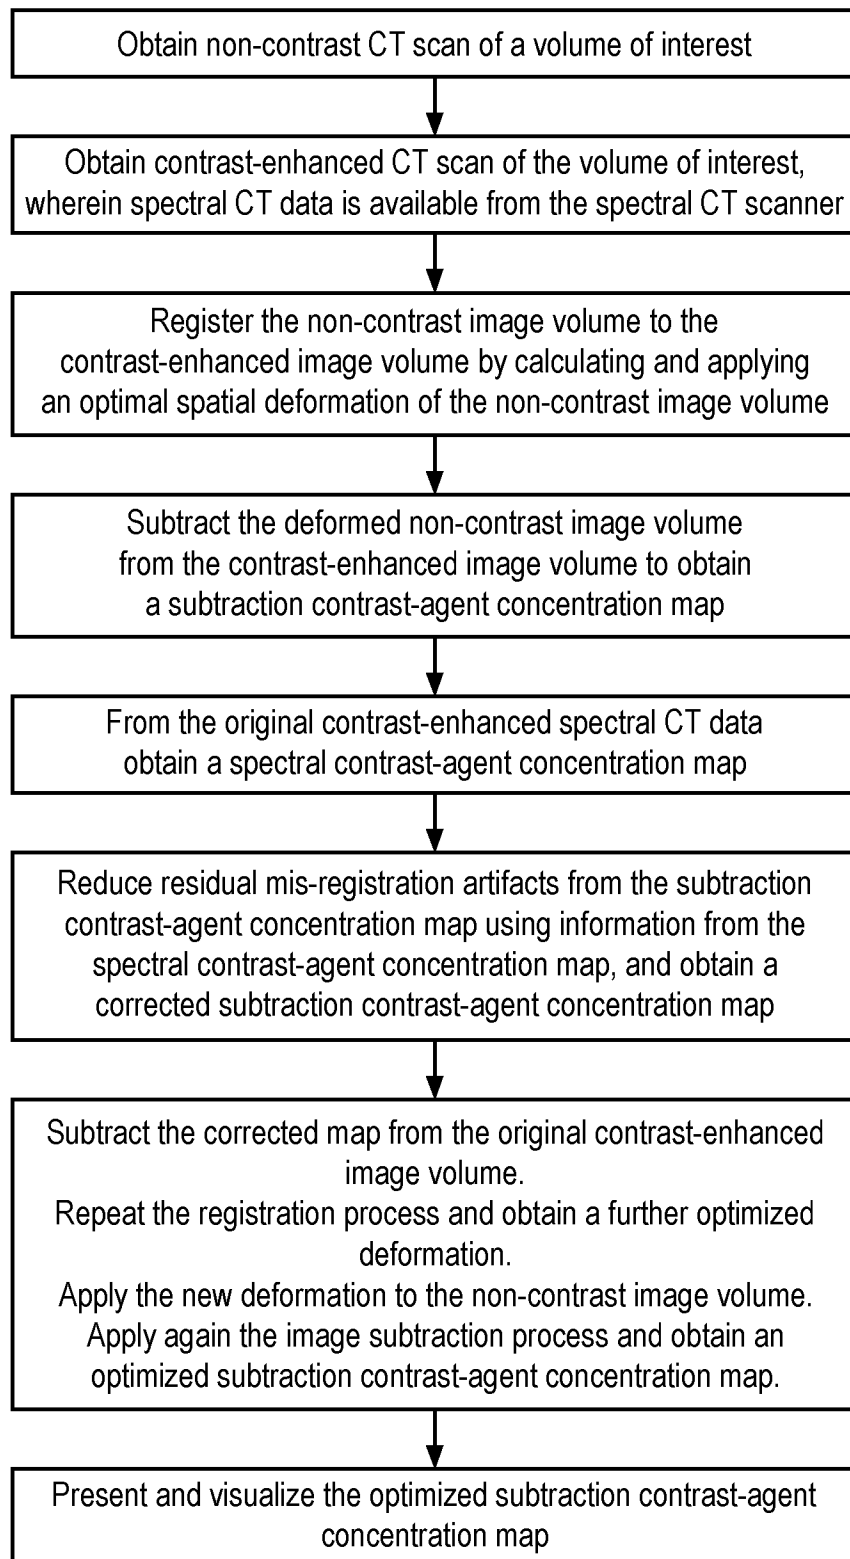 Obtain non-contrast CT scan of a volume of interest
Obtain contrast-enhanced CT scan of the volume of interest,
wherein spectral CT data is available from the spectral CT scanner
Register the non-contrast image volume to the
contrast-enhanced image volume by calculating and applying
an optimal spatial deformation of the non-contrast image volume
Subtract the deformed non-contrast image volume
from the contrast-enhanced image volume to obtain
a subtraction contrast-agent concentration map
From the original contrast-enhanced spectral CT data
obtain a spectral contrast-agent concentration map
Reduce residual mis-registration artifacts from the subtraction
contrast-agent concentration map using information from the
spectral contrast-agent concentration map, and obtain a
corrected subtraction contrast-agent concentration map
Subtract the corrected map from the original contrast-enhanced
image volume.
Repeat the registration process and obtain a further optimized
deformation.
Apply the new deformation to the non-contrast image volume.
Apply again the image subtraction process and obtain an
optimized subtraction contrast-agent concentration map.
Present and visualize the optimized subtraction contrast-agent
concentration map